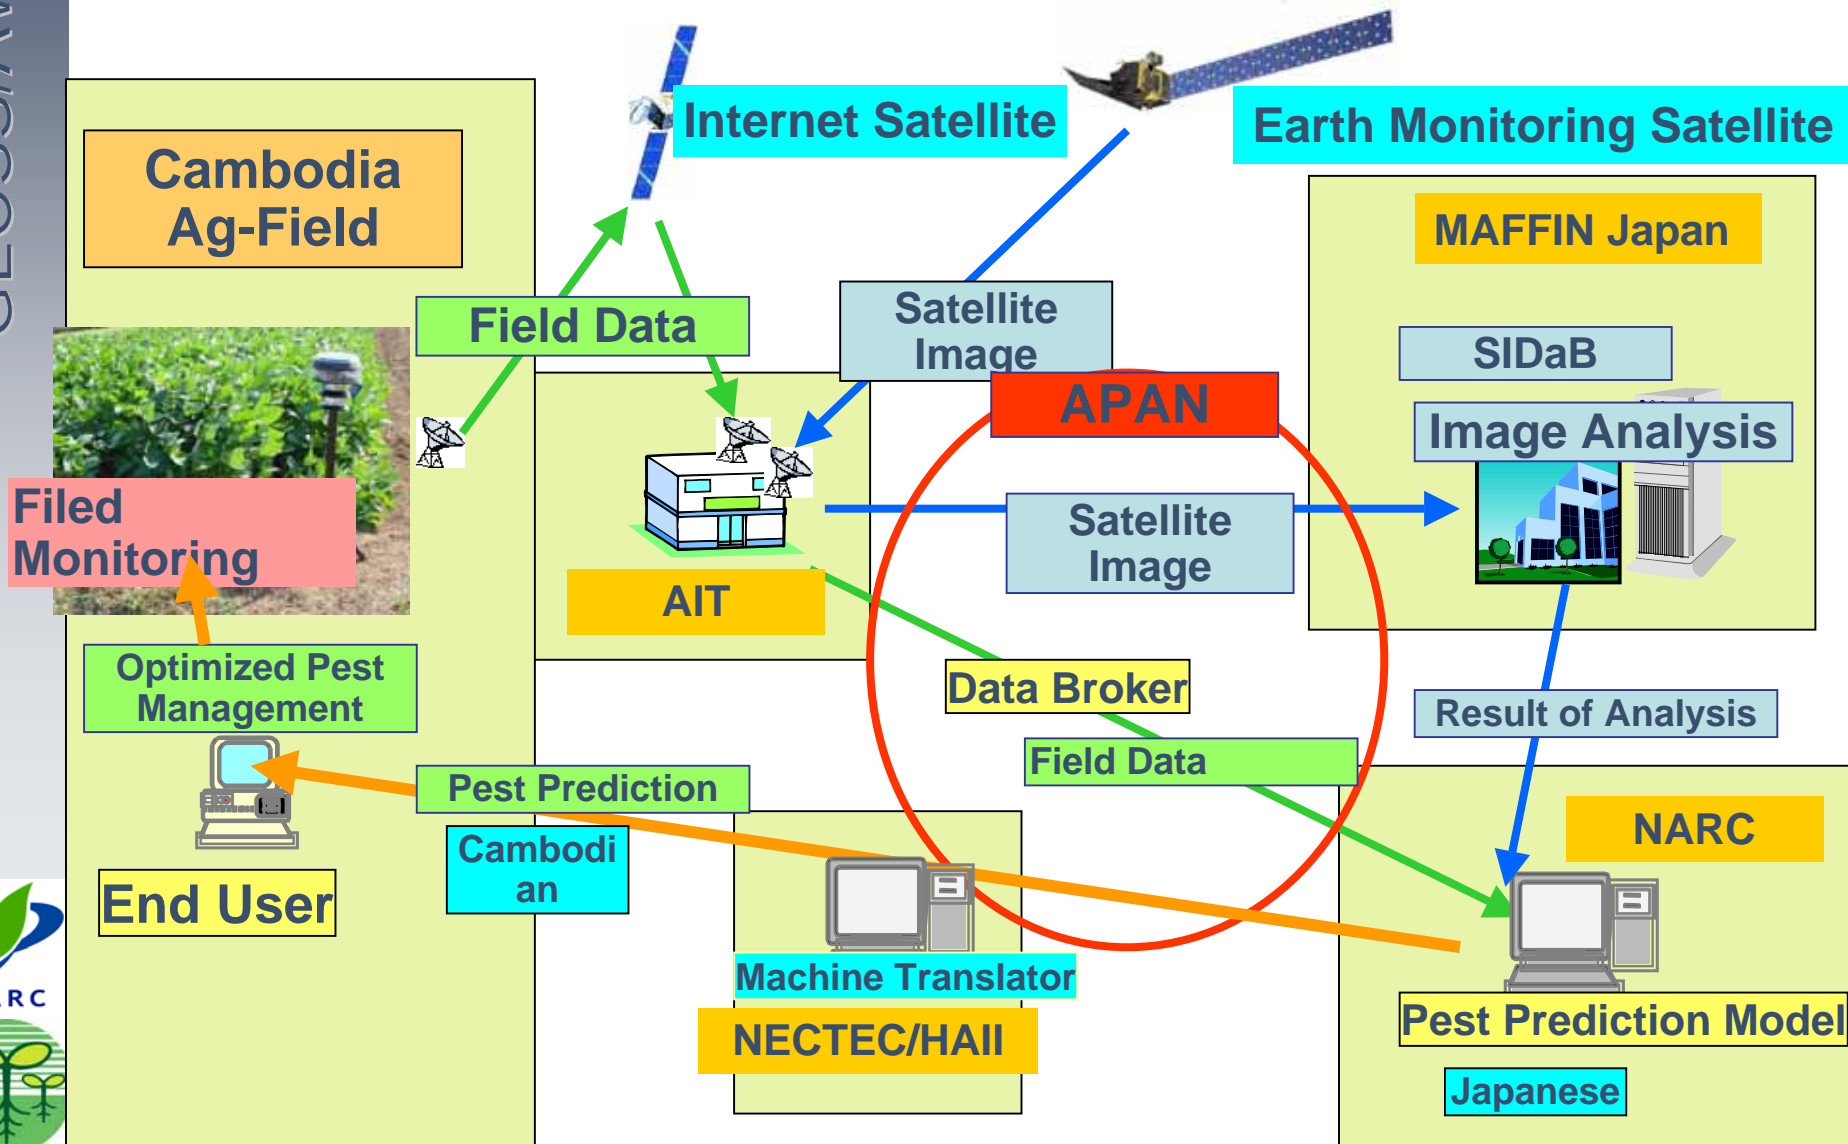 Internet Satellite
Earth Monitoring Satellite
Cambodia
Ag-Field
MAFFIN Japan
Field Data
Satellite
Image
SIDaB
APAN
Image Analysis
Filed
Monitoring
Satellite
Image
AIT
Optimized Pest
Management
Data Broker
Result of Analysis
Field Data
Pest Prediction
NARC
Cambodi
an
End User
Machine Translator
Pest Prediction Model
NECTEC/HAII
Japanese